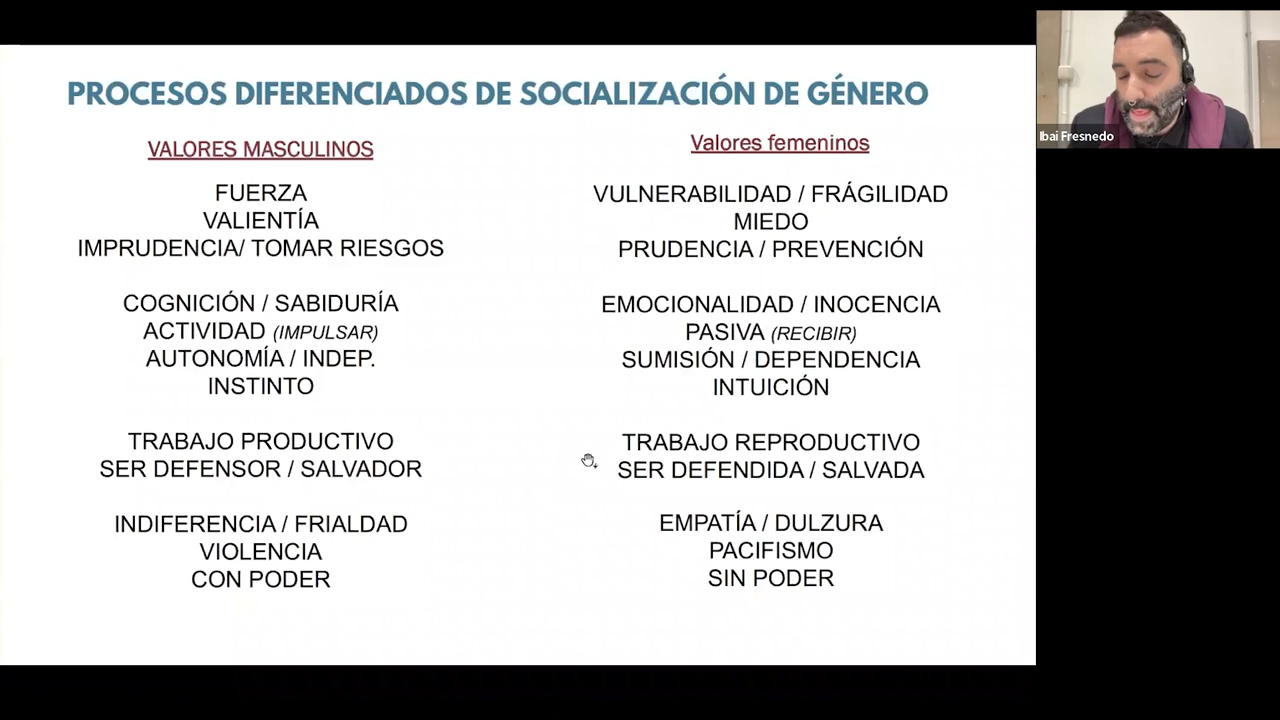 PROCESOS DIFERENCIADOS DE SOCIALIZACIÓN DE GÉNERO
VALORES MASCULINOS
FUERZA
VALIENTÍA
IMPRUDENCIA/ TOMAR RIESGOS
COGNICIÓN / SABIDURÍA
ACTIVIDAD (IMPULSAR)
AUTONOMÍA / INDEP.
INSTINTO
TRABAJO PRODUCTIVO
SER DEFENSOR / SALVADOR
INDIFERENCIA / FRIALDAD
VIOLENCIA
CON PODER
Valores femeninos
VULNERABILIDAD / FRÁGILIDAD
MIEDO
PRUDENCIA / PREVENCIÓN
EMOCIONALIDAD / INOCENCIA
PASIVA (RECIBIR)
SUMISIÓN / DEPENDENCIA
INTUICIÓN
TRABAJO REPRODUCTIVO
SER DEFENDIDA / SALVADA
EMPATÍA / DULZURA
PACIFISMO
SIN PODER
Ibai Fresnedo